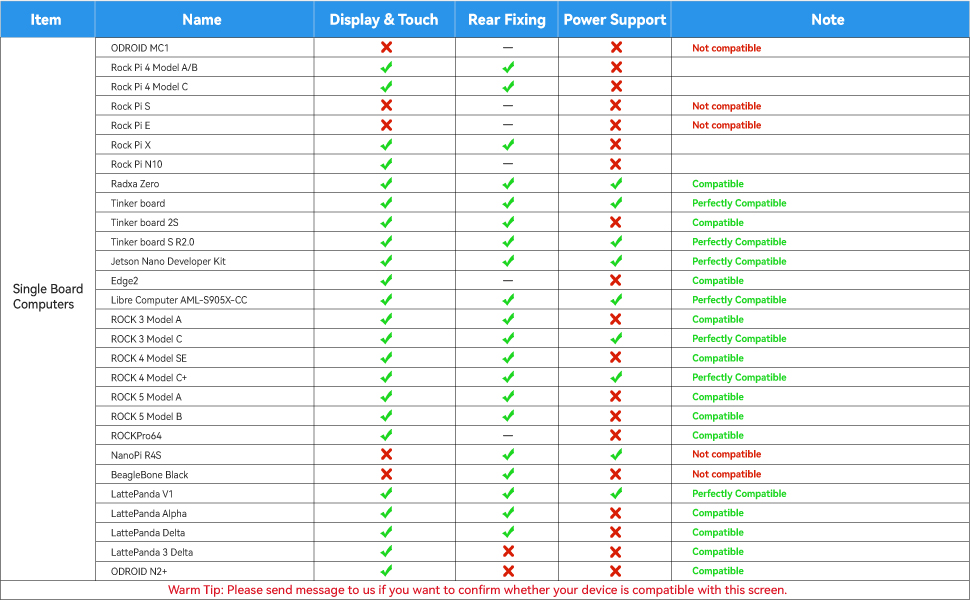 Item Name Display & Touch Rear Fixing Power Support Note
ODROID MC1 ✗ — ✗ Not compatible
Rock Pi 4 Model A/B ✓ ✓ ✗
Rock Pi 4 Model C ✓ ✓ ✗
Rock Pi S ✗ — ✗ Not compatible
Rock Pi E ✗ — ✗ Not compatible
Rock Pi X ✓ ✓ ✗
Rock Pi N10 ✓ — ✗
Radxa Zero ✓ ✓ ✓ Compatible
Tinker board ✓ ✓ ✓ Perfectly Compatible
Tinker board 2S ✓ ✓ ✗ Compatible
Tinker board S R2.0 ✓ ✓ ✓ Perfectly Compatible
Jetson Nano Developer Kit ✓ ✓ ✓ Perfectly Compatible
Edge2 ✓ — ✗ Compatible
Single Board
Computers
Libre Computer AML-S905X-CC ✓ ✓ ✓ Perfectly Compatible
ROCK 3 Model A ✓ ✓ ✗ Compatible
ROCK 3 Model C ✓ ✓ ✓ Perfectly Compatible
ROCK 4 Model SE ✓ ✓ ✗ Compatible
ROCK 4 Model C+ ✓ ✓ ✓ Perfectly Compatible
ROCK 5 Model A ✓ ✓ ✗ Compatible
ROCK 5 Model B ✓ ✓ ✗ Compatible
ROCKPro64 ✓ — ✗ Compatible
NanoPi R4S ✗ ✓ ✓ Not compatible
BeagleBone Black ✗ ✓ ✗ Not compatible
LattePanda V1 ✓ ✓ ✓ Perfectly Compatible
LattePanda Alpha ✓ ✓ ✗ Compatible
LattePanda Delta ✓ ✓ ✗ Compatible
LattePanda 3 Delta ✓ ✗ ✗ Compatible
ODROID N2+ ✓ ✗ ✗ Compatible
Warm Tip: Please send message to us if you want to confirm whether your device is compatible with this screen.